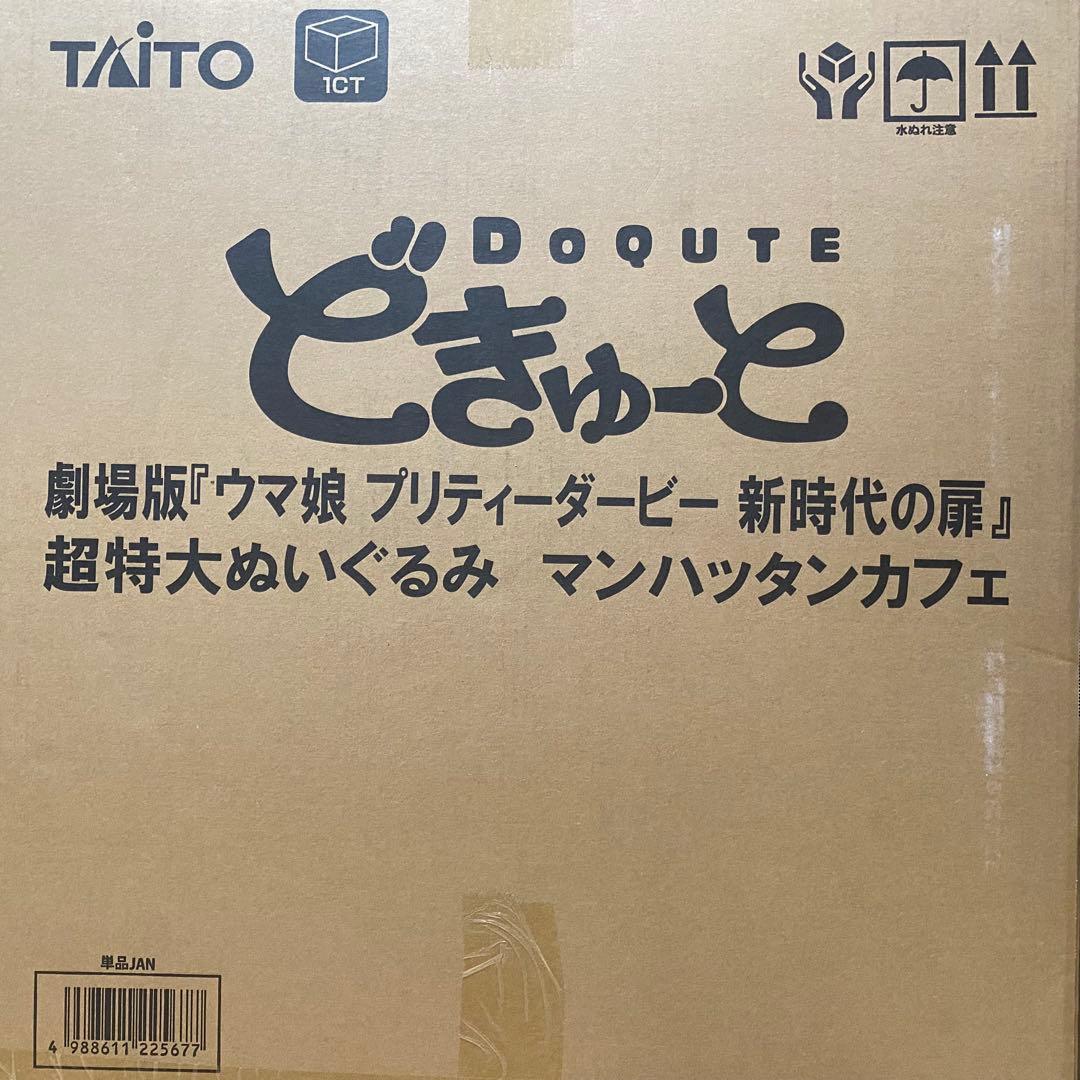 TAITO
1CT
水ぬれ注意
DOQUTE
どきゅーと
劇場版『ウマ娘 プリティーダービー 新時代の扉』
超特大ぬいぐるみ マンハッタンカフェ
単品JAN
4 988611 225677